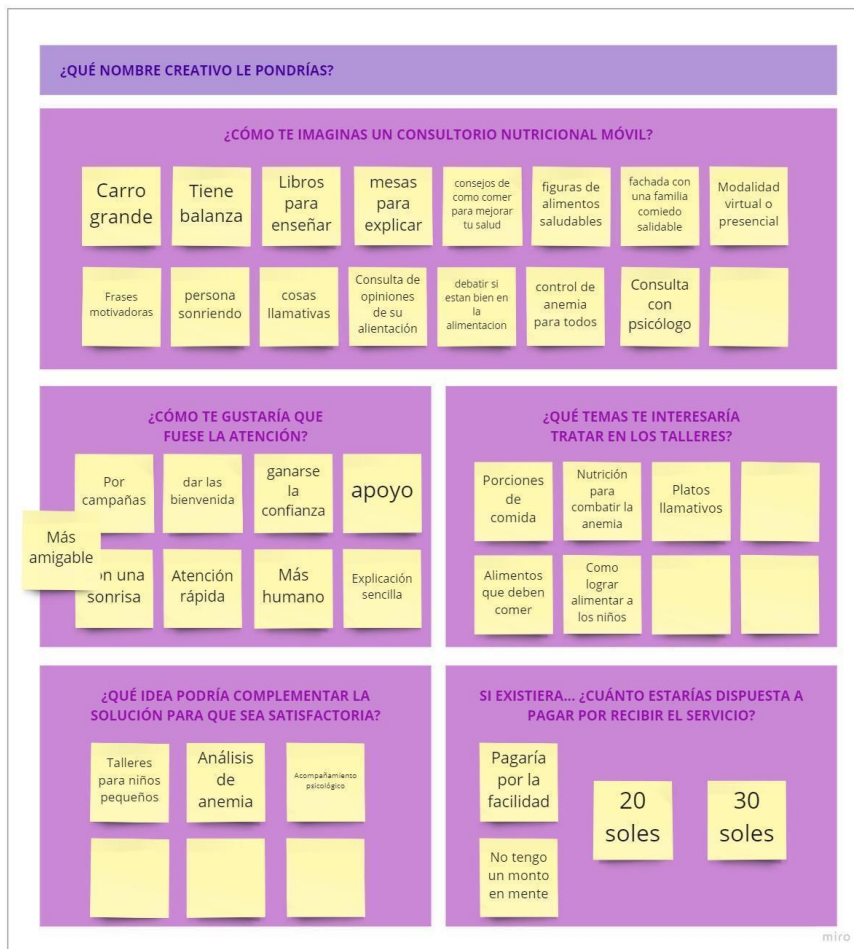 ¿QUÉ NOMBRE CREATIVO LE PONDRÍAS?
¿CÓMO TE IMAGINAS UN CONSULTORIO NUTRICIONAL MÓVIL?
Carro
grande
Tiene
balanza
Libros
para
enseñar
mesas
para
explicar
consejos de
como comer
para mejorar
tu salud
figuras de
alimentos
saludables
fachada con
una familia
comiedo
salidable
Modalidad
virtual o
presencial
Frases
motivadoras
persona
sonriendo
cosas
llamativas
Consulta de
opiniones
de su
alientación
debatir si
estan bien en
la
alimentacion
control de
anemia
para todos
Consulta
con
psicólogo
¿CÓMO TE GUSTARÍA QUE
FUESE LA ATENCIÓN?
Por
campañas
dar las
bienvenida
ganarse
la
confianza
apoyo
Más
amigable
on una
sonrisa
Atención
rápida
Más
humano
Explicación
sencilla
¿QUÉ TEMAS TE INTERESARÍA
TRATAR EN LOS TALLERES?
Porciones
de
comida
Nutrición
para
combatir la
anemia
Platos
llamativos
Alimentos
que deben
comer
Como
lograr
alimentar a
los niños
¿QUÉ IDEA PODRÍA COMPLEMENTAR LA
SOLUCIÓN PARA QUE SEA SATISFACTORIA?
Talleres
para niños
pequeños
Análisis
de
anemia
Acompañamiento
psicológico
SI EXISTIERA... ¿CUÁNTO ESTARÍAS DISPUESTA A
PAGAR POR RECIBIR EL SERVICIO?
Pagaría
por la
facilidad
20
soles
30
soles
No tengo
un monto
en mente
miro